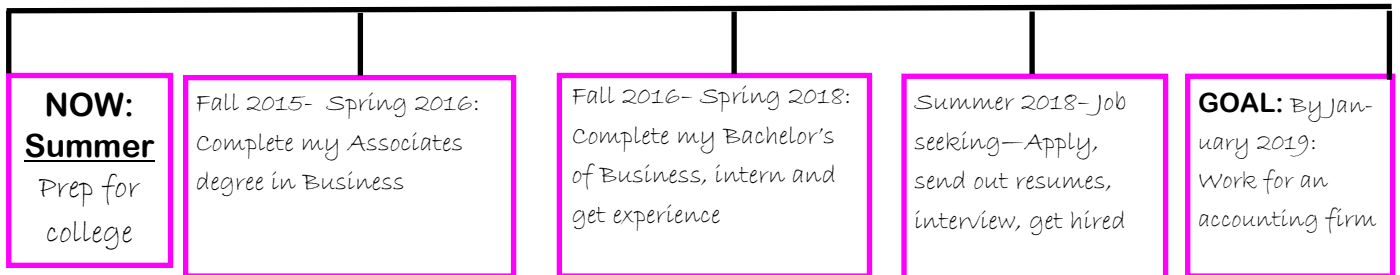 NOW:
Summer
Prep for
college
Fall 2015- Spring 2016:
Complete my Associates
degree in Business
Fall 2016– Spring 2018:
Complete my Bachelor's
of Business, intern and
get experience
Summer 2018–Job
seeking—Apply,
send out resumes,
interview, get hired
GOAL: By Jan-
uary 2019:
Work for an
accounting firm